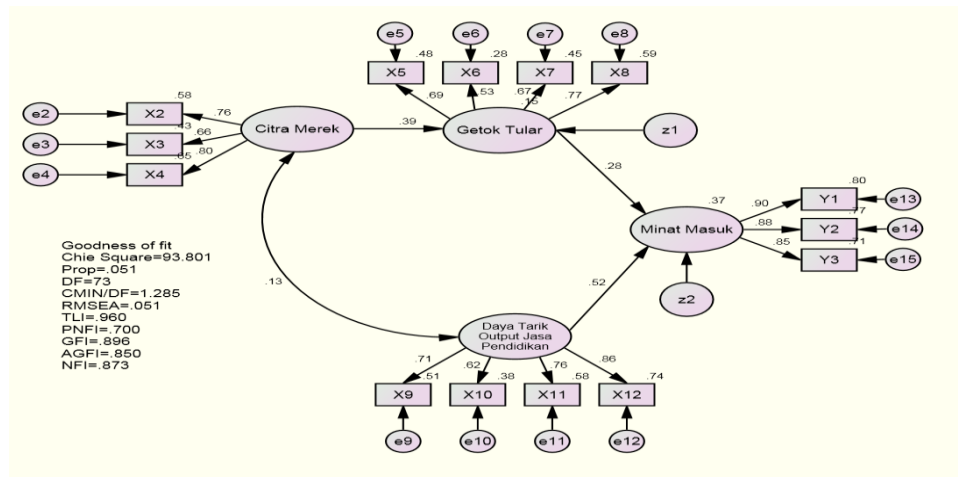 e5
e6
e7
e8
.48
.28
.45
.59
X5
X6
X7
X8
.69
.53
.67
.15
.77
e2
X2
.58
.76
e3
X3
.43
.66
e4
X4
.65
.80
Citra Merek
.39
Getok Tular
z1
.28
.37
Minat Masuk
z2
.90
.80
Y1
e13
.88
.77
Y2
e14
.85
.71
Y3
e15
.13
.52
Goodness of fit
Chie Square=93.801
Prop=.051
DF=73
CMIN/DF=1.285
RMSEA=.051
TLI=.960
PNFI=.700
GFI=.896
AGFI=.850
NFI=.873
Daya Tarik
Output Jasa
Pendidikan
.71
.62
.76
.86
.51
.38
.58
.74
X9
X10
X11
X12
e9
e10
e11
e12